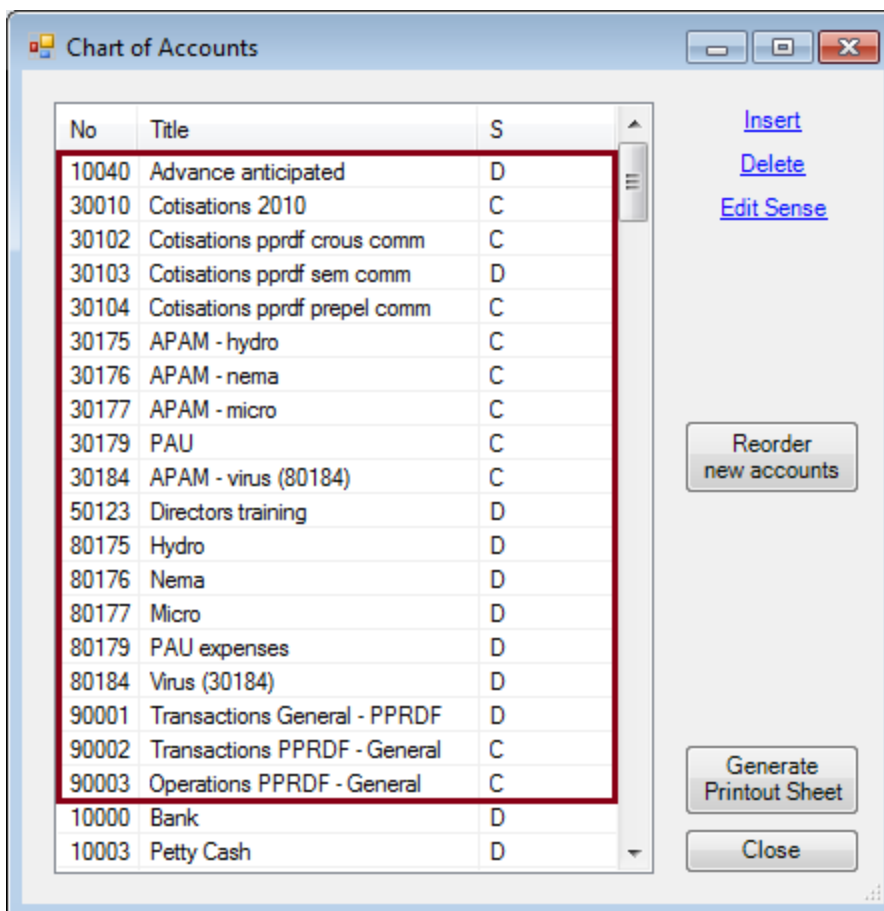 Chart of Accounts
No Title S
10040 Advance anticipated D
30010 Cotisations 2010 C
30102 Cotisations pprdf crous comm C
30103 Cotisations pprdf sem comm D
30104 Cotisations pprdf prepel comm C
30175 APAM - hydro C
30176 APAM - nema C
30177 APAM - micro C
30179 PAU C
30184 APAM - virus (80184) C
50123 Directors training D
80175 Hydro D
80176 Nema D
80177 Micro D
80179 PAU expenses D
80184 Virus (30184) D
90001 Transactions General - PPRDF D
90002 Transactions PPRDF - General C
90003 Operations PPRDF - General C
10000 Bank D
10003 Petty Cash D
Insert
Delete
Edit Sense
Reorder
new accounts
Generate
Printout Sheet
Close